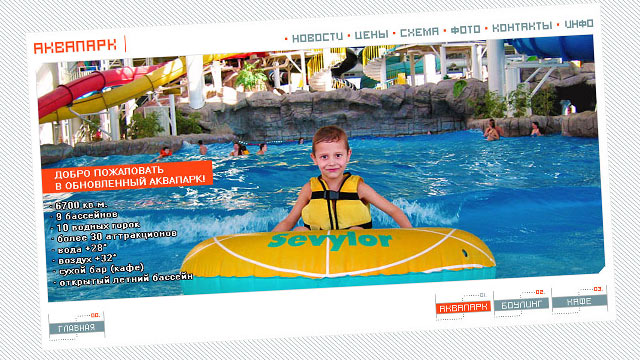 АКВАПАРК
· НОВОСТИ · ЦЕНЫ · СХЕМА · ФОТО · КОНТАКТЫ · ИНФО
ДОБРО ПОЖАЛОВАТЬ
В ОБНОВЛЕННЫЙ АКВАПАРК!
· 6700 кв.м.
· 9 бассейнов
· 10 водных горок
· более 30 аттракционов
· вода +28°
· воздух +32°
· сухой бар (кафе)
· открытый летний бассейн
Sevylor
00.
ГЛАВНАЯ
01.
АКВАПАРК
02.
БОУЛИНГ
03.
КАФЕ